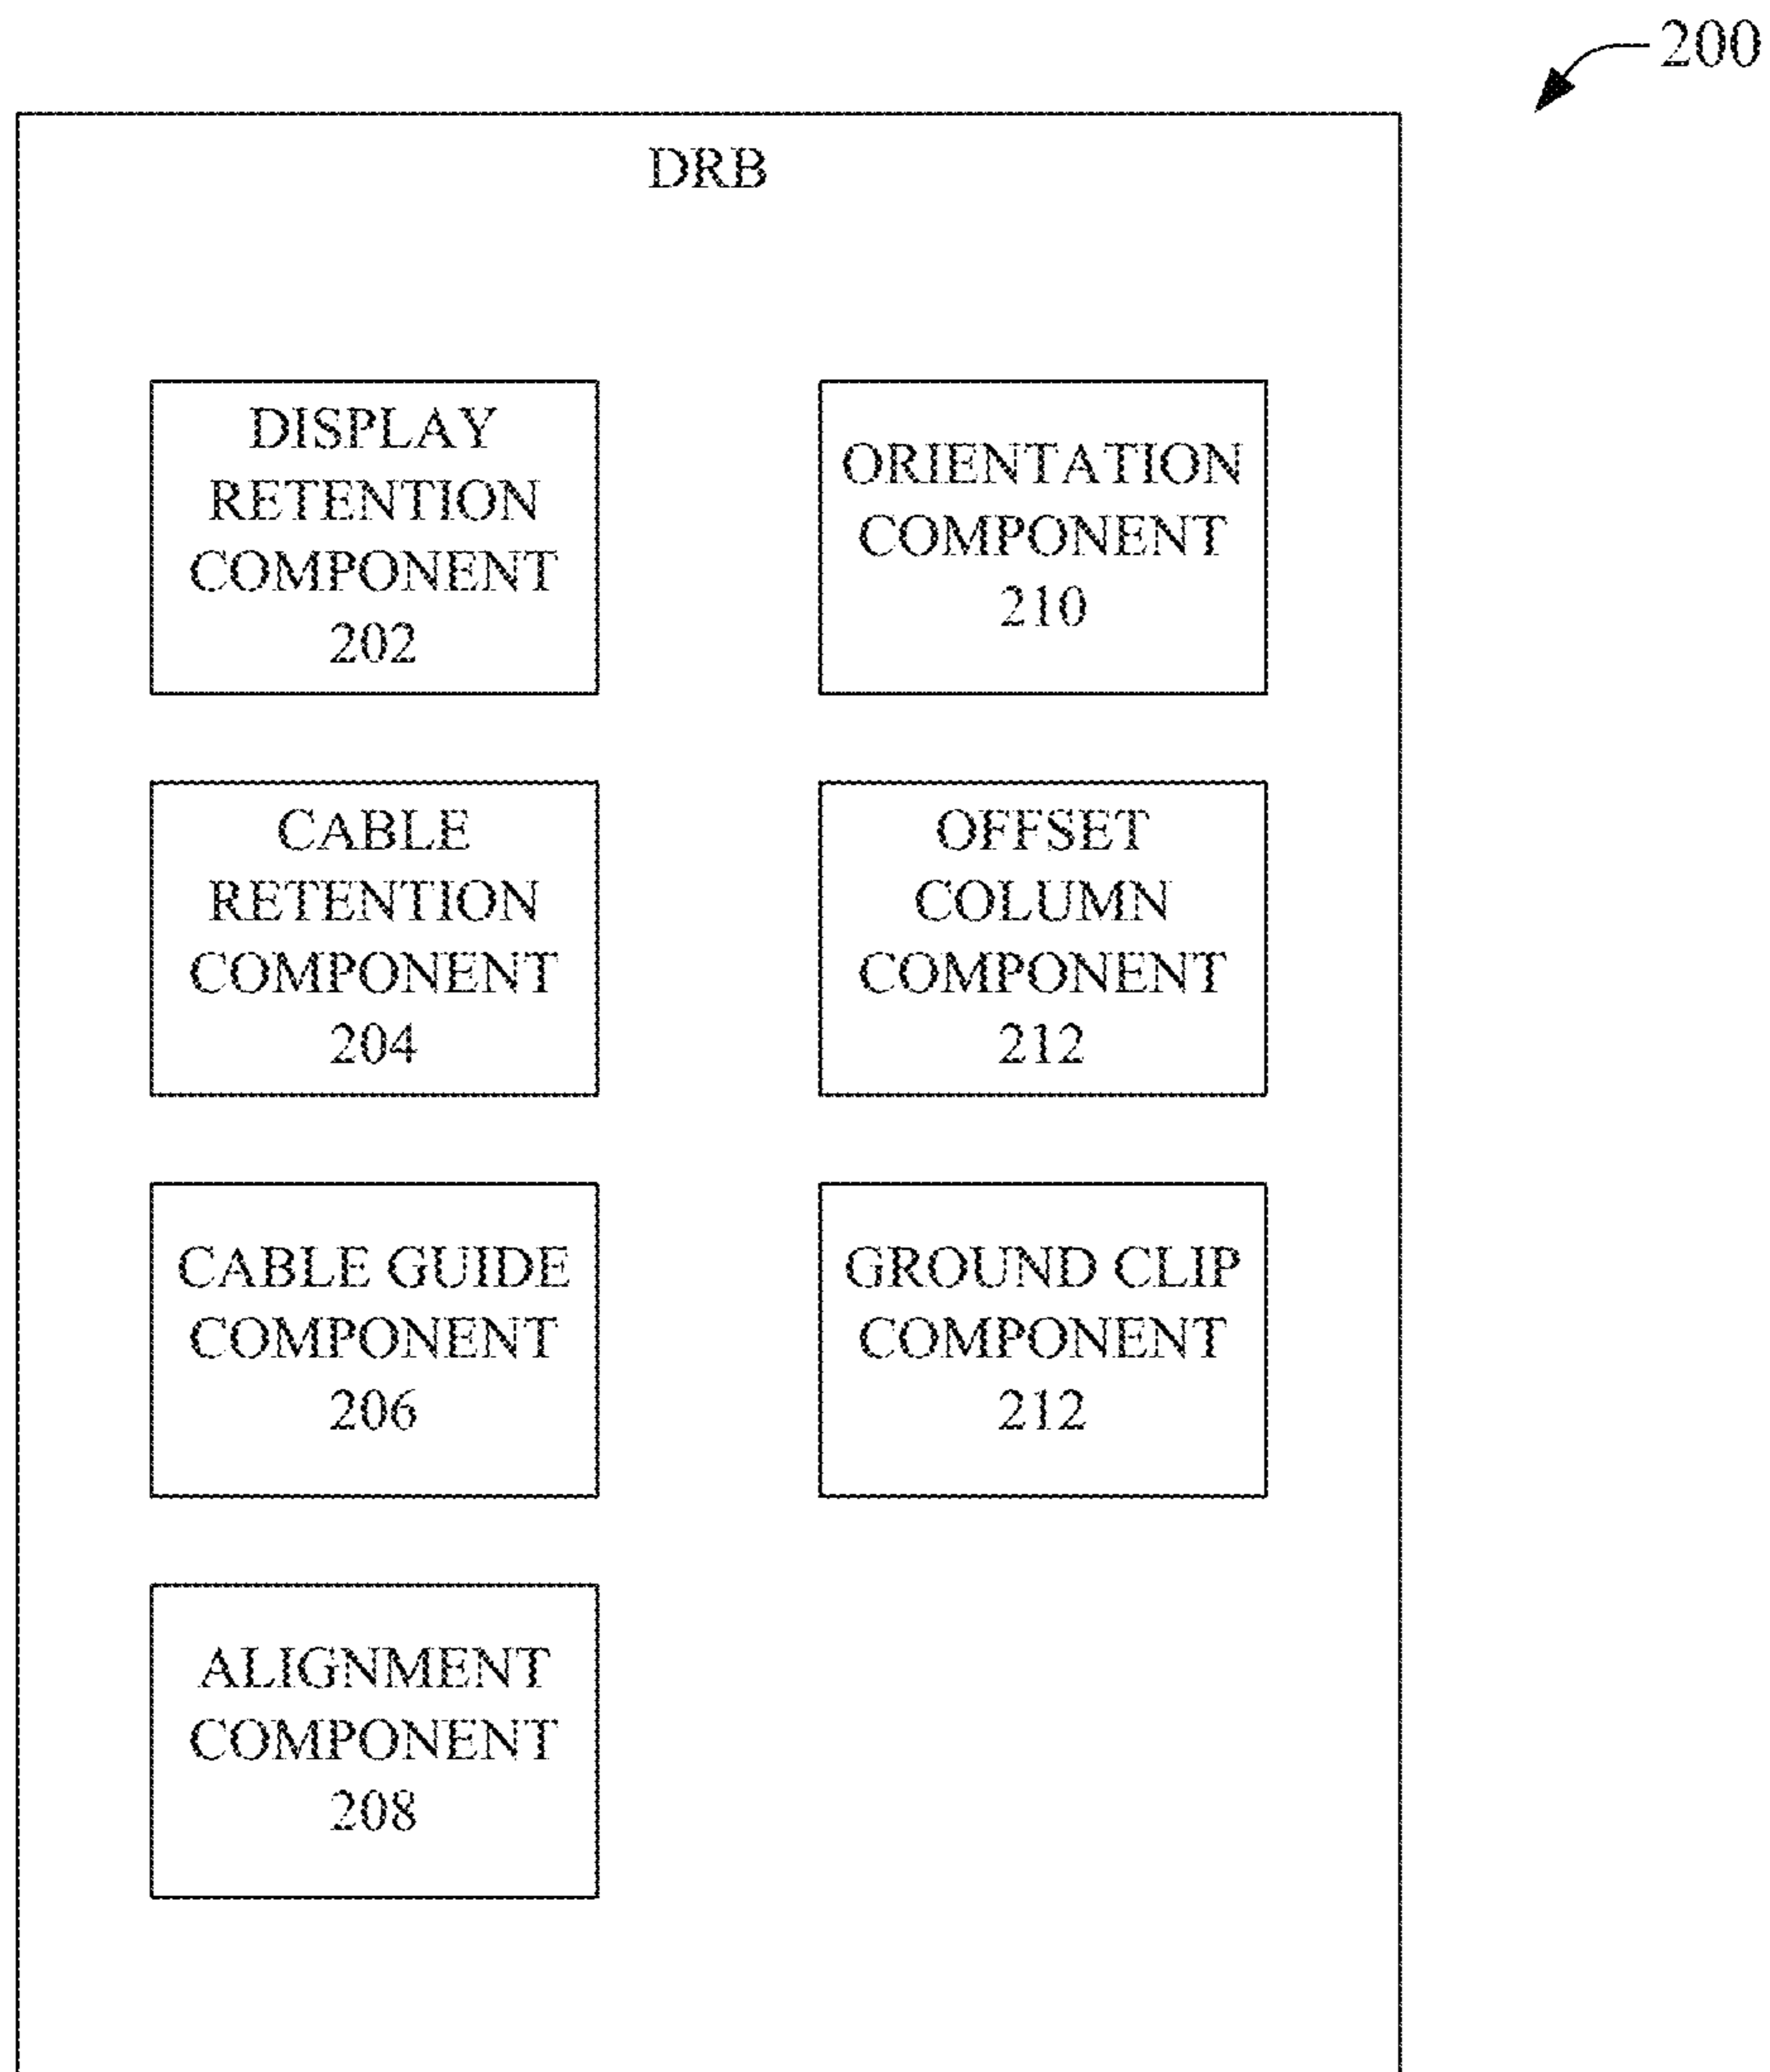 200
DRB
DISPLAY
RETENTION
COMPONENT
202
ORIENTATION
COMPONENT
210
CABLE
RETENTION
COMPONENT
204
OFFSET
COLUMN
COMPONENT
212
CABLE GUIDE
COMPONENT
206
GROUND CLIP
COMPONENT
212
ALIGNMENT
COMPONENT
208